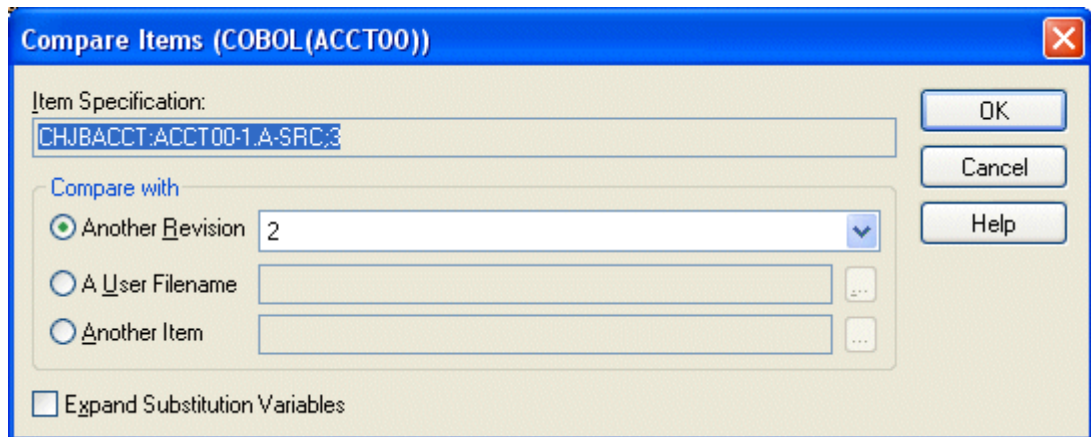 Compare Items (COBOL(ACCT00))
Item Specification:
CHJBACCT:ACCT00-1.A-SRC;3
OK
Cancel
Help
Compare with
Another Revision 2
A User Filename ...
Another Item ...
Expand Substitution Variables